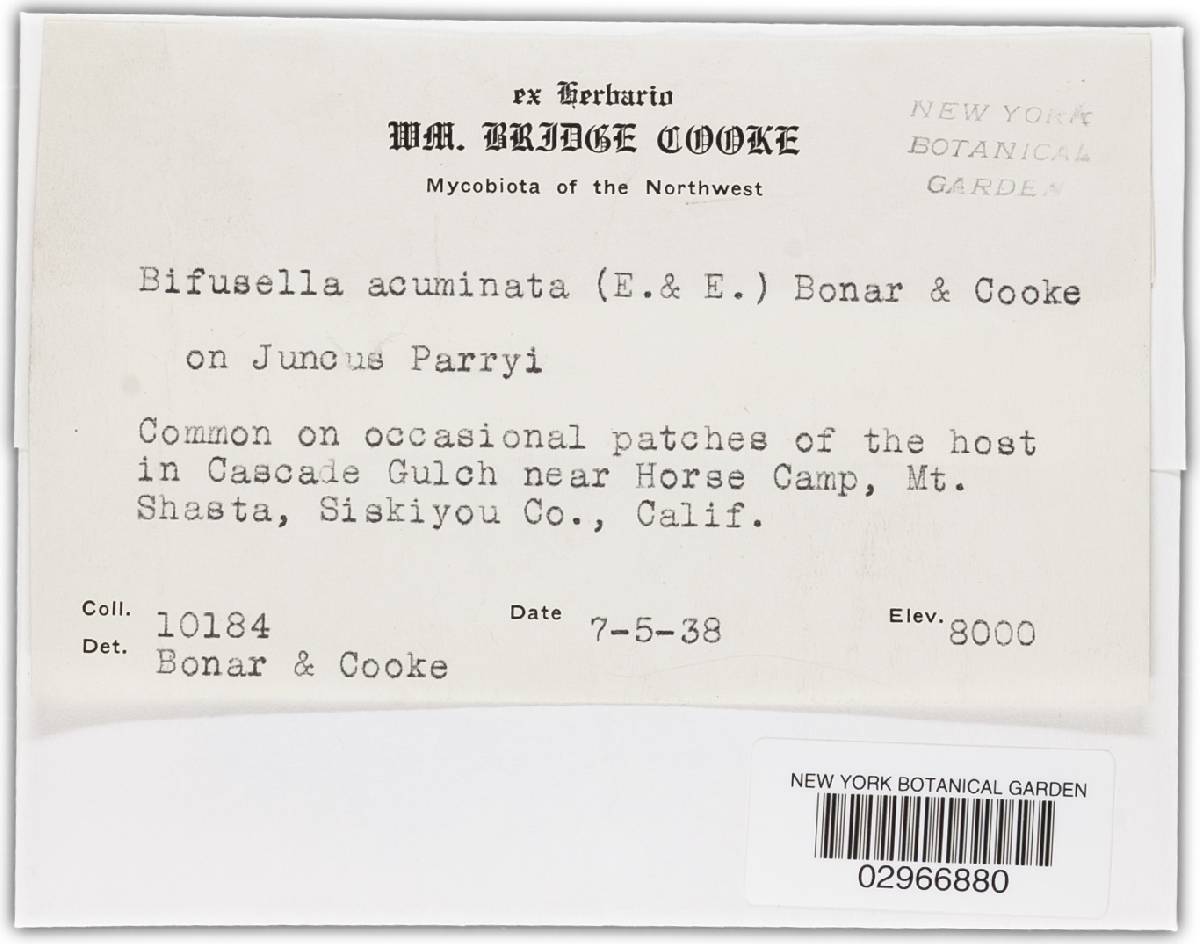 ex Herbario
WM. BRIDGE COOKE
Mycobiota of the Northwest
NEW YORK
BOTANICAL
GARDEN
Bifusella acuminata (E.& E.) Bonar & Cooke
on Juncus Parryi
Common on occasional patches of the host
in Cascade Gulch near Horse Camp, Mt.
Shasta, Siskiyou Co., Calif.
Coll. 10184 Date 7-5-38 Elev. 8000
Det. Bonar & Cooke
NEW YORK BOTANICAL GARDEN
02966880